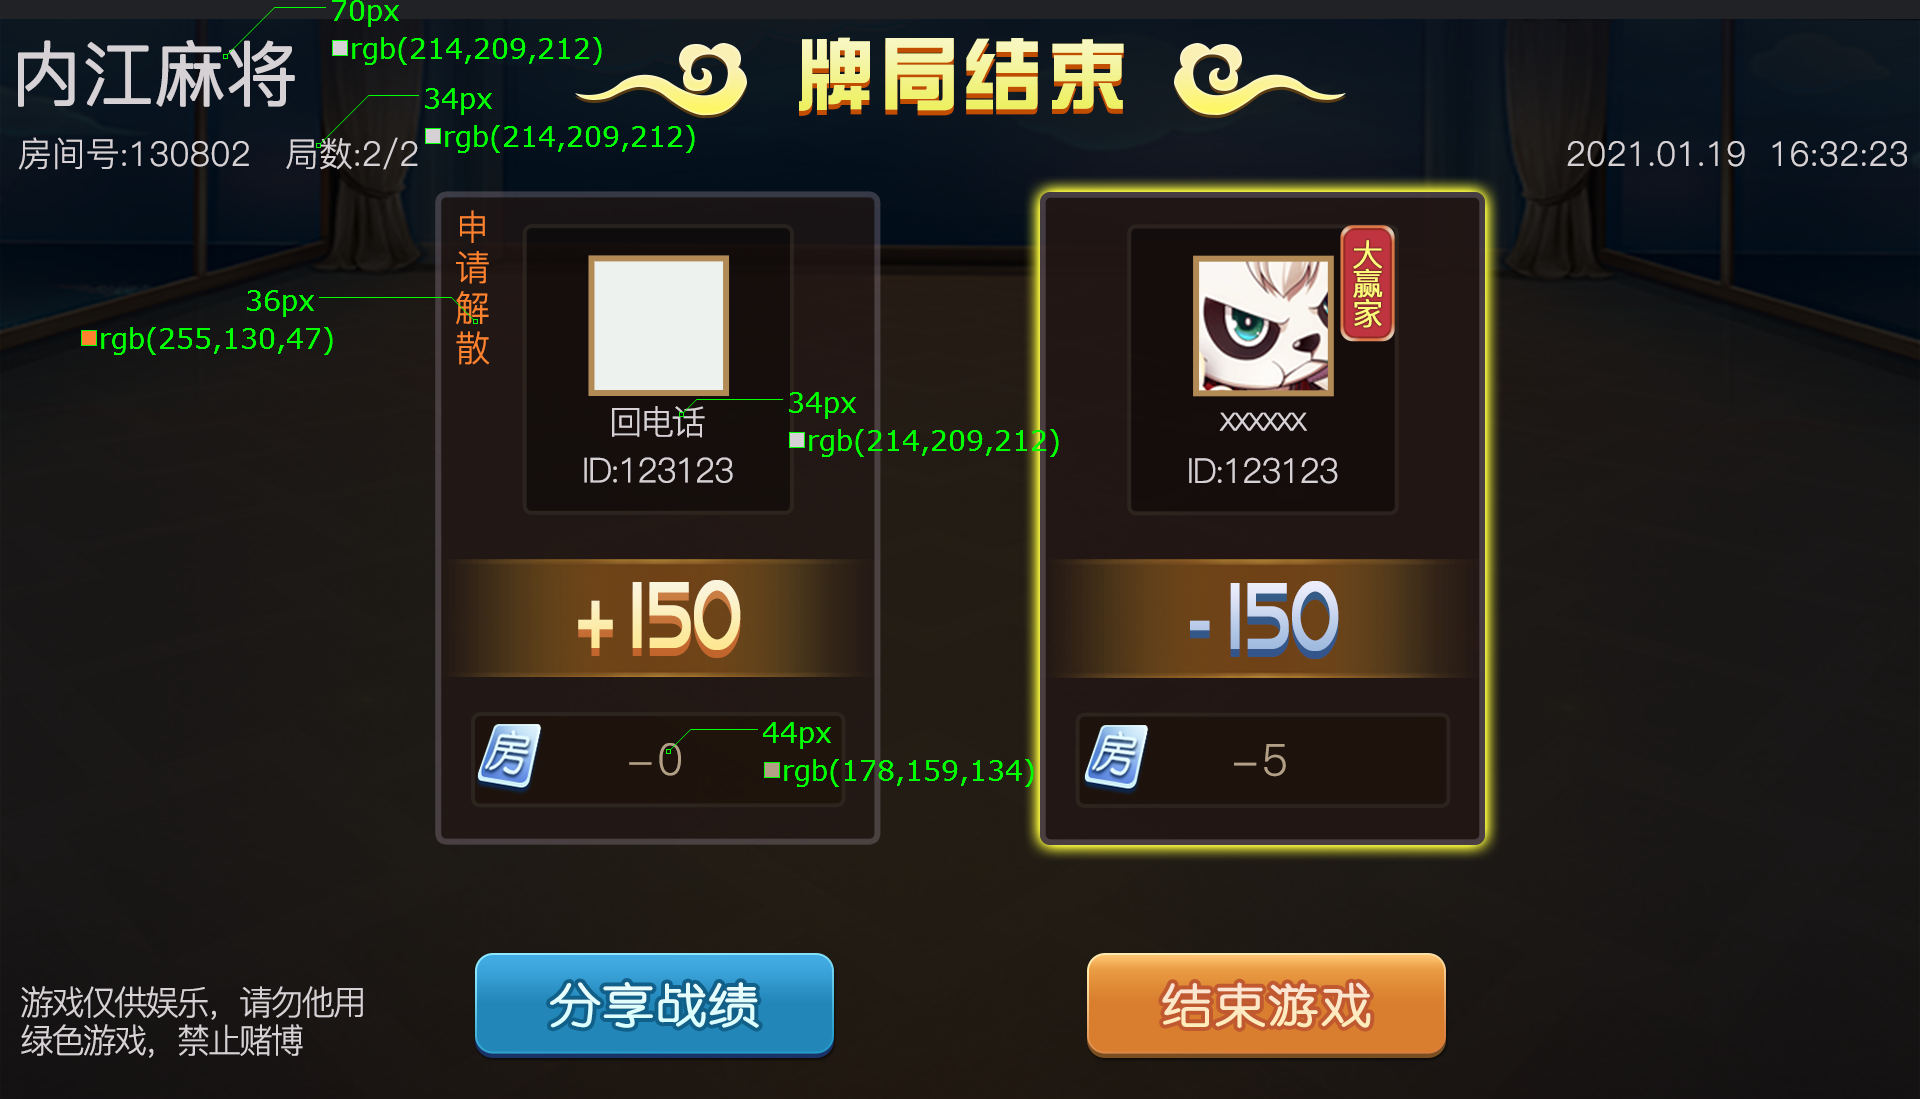 70px
rgb(214,209,212)
内江麻将
牌局结束
34px
rgb(214,209,212)
房间号:130802 局数:2/2
2021.01.19 16:32:23
申请解散
大赢家
36px
rgb(255,130,47)
34px
rgb(214,209,212)
回电话
ID:123123
xxxxxx
ID:123123
+150
-150
44px
rgb(178,159,134)
房 -0
房 -5
分享战绩
结束游戏
游戏仅供娱乐，请勿他用
绿色游戏，禁止赌博